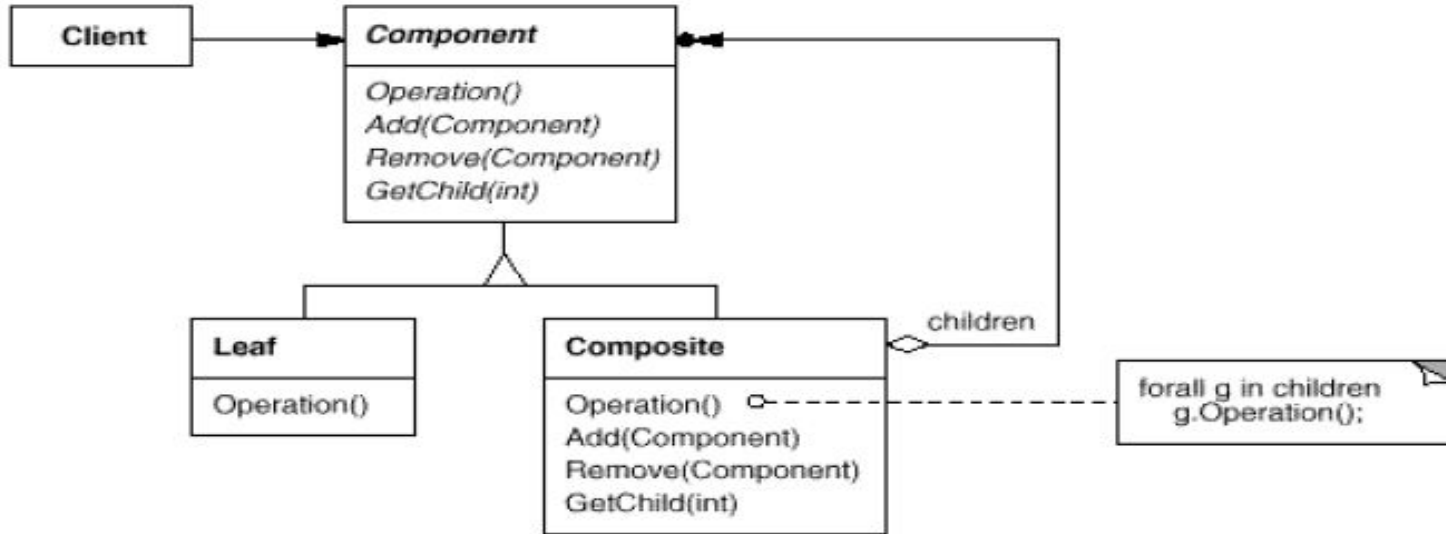 Client
Component
Operation()
Add(Component)
Remove(Component)
GetChild(int)
Leaf
Operation()
Composite
Operation()
Add(Component)
Remove(Component)
GetChild(int)
children
forall g in children
g.Operation();